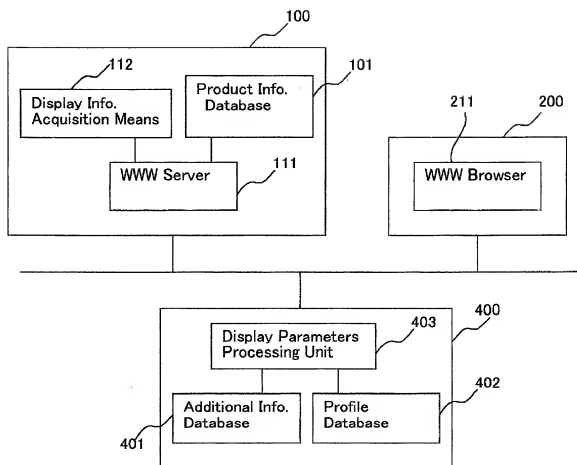 100
112
101
Display Info.
Acquisition Means
Product Info.
Database
WWW Server
111
211
200
WWW Browser
Display Parameters
Processing Unit
403
400
Additional Info.
Database
Profile
Database
402
401